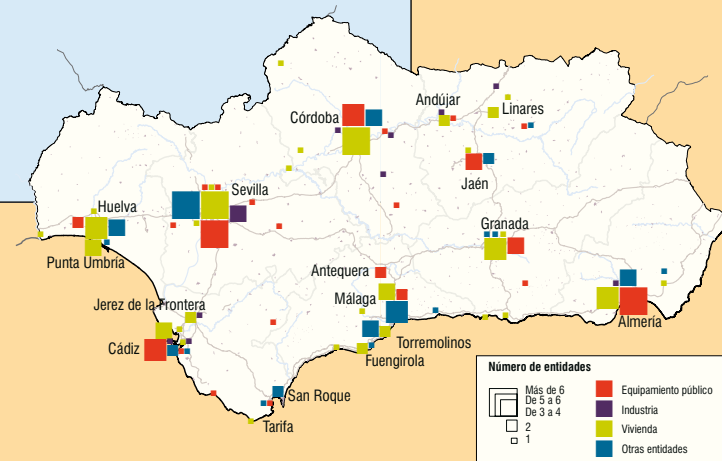 Andújar
Linares
Córdoba
Jaén
Sevilla
Huelva
Granada
Punta Umbría
Antequera
Málaga
Jerez de la Frontera
Almería
Torremolinos
Cádiz
Fuengirola
San Roque
Tarifa
Número de entidades
Más de 6
De 5 a 6
De 3 a 4
2
1
Equipamiento público
Industria
Vivienda
Otras entidades